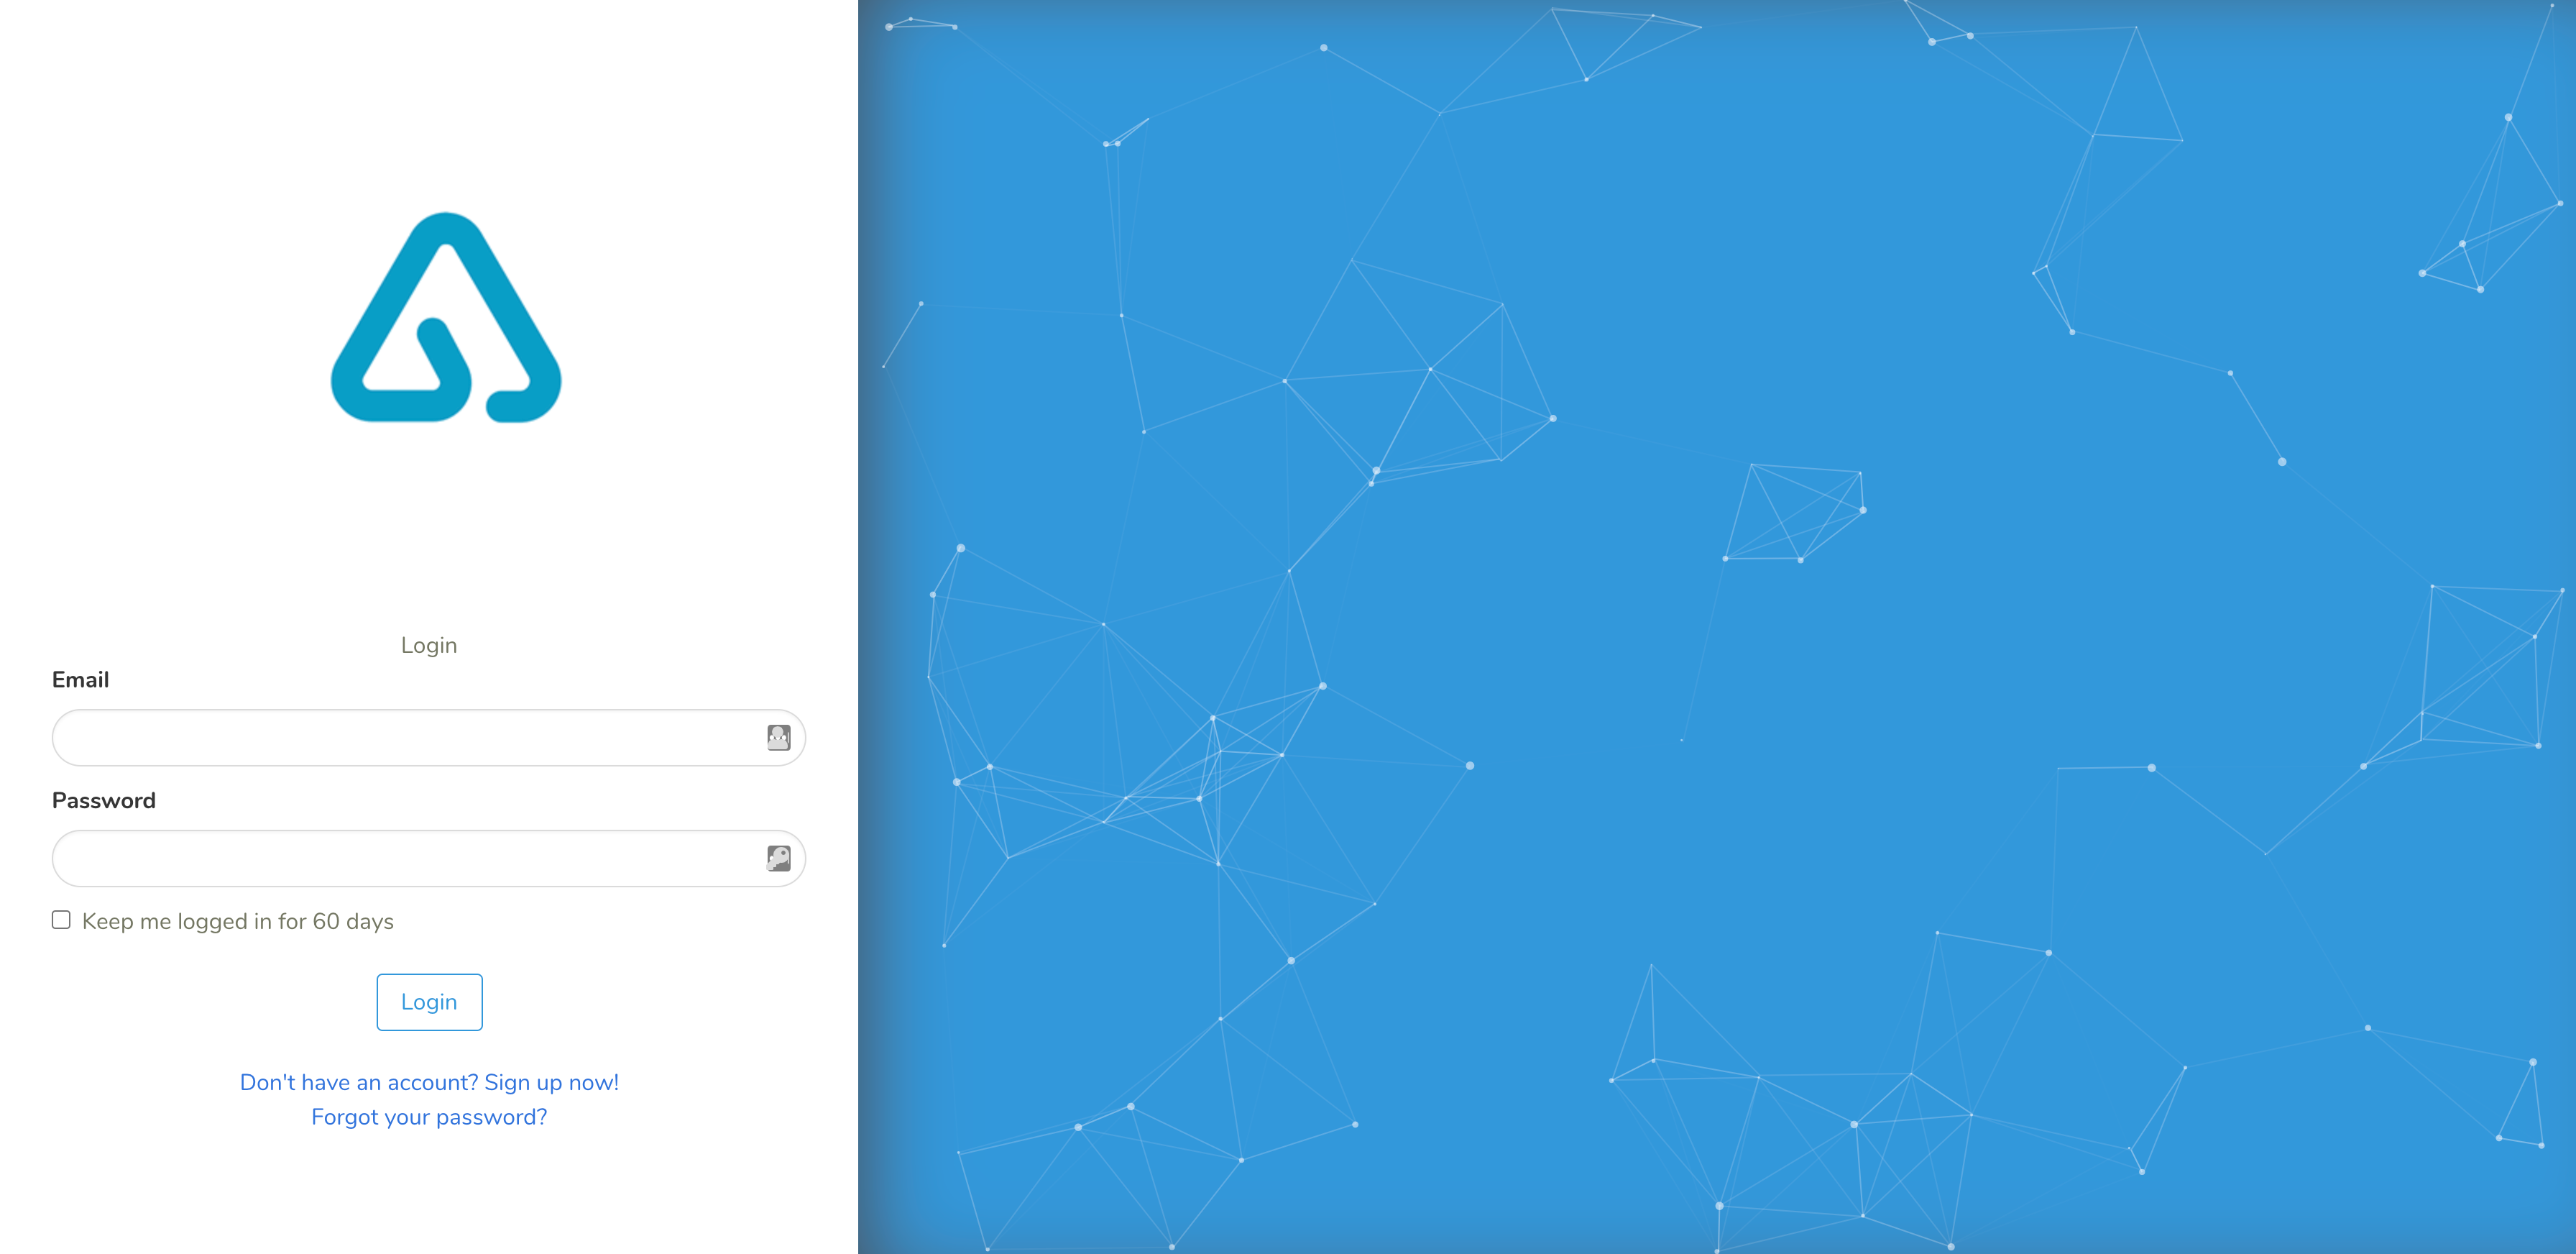 Login
Email
Password
Keep me logged in for 60 days
Login
Don't have an account? Sign up now!
Forgot your password?